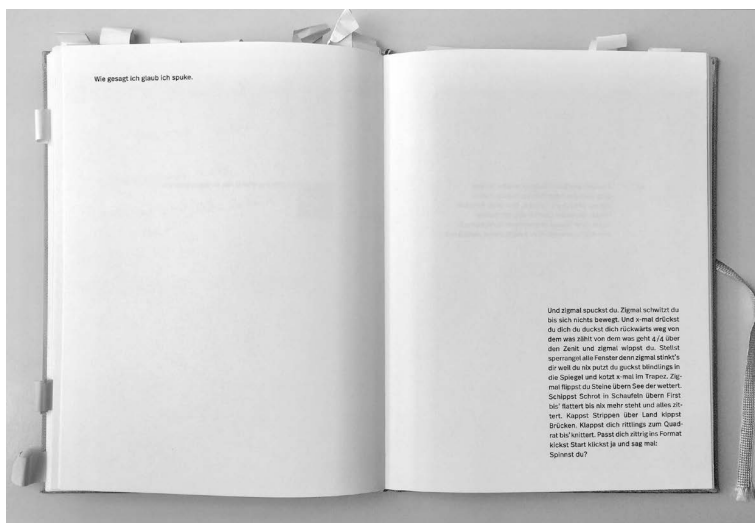 Wie gesagt ich glaub ich spuke.
Und zigmal spuckst du. Zigmal schwitzt du
bis sich nichts bewegt. Und x-mal drückst
du dich du duckst dich rückwärts weg von
dem was zählt von dem was geht 4/4 über
den Zenit und zigmal wippst du. Stellst
sperrangel alle Fenster denn zigmal stinkt's
dir weil du nix putzt du guckst blindlings in
die Spiegel und kotzt x-mal im Trapez. Zig-
mal flippst du Steine übern See der wettert.
Schippst Schrot in Schaufeln übern First
bis' flattert bis nix mehr steht und alles zit-
tert. Kappst Strippen über Land kippst
Brücken. Klappst dich rittlings zum Quad-
rat bis' knittert. Passt dich zittrig ins Format
kickst Start klickst ja und sag mal:
Spinnst du?